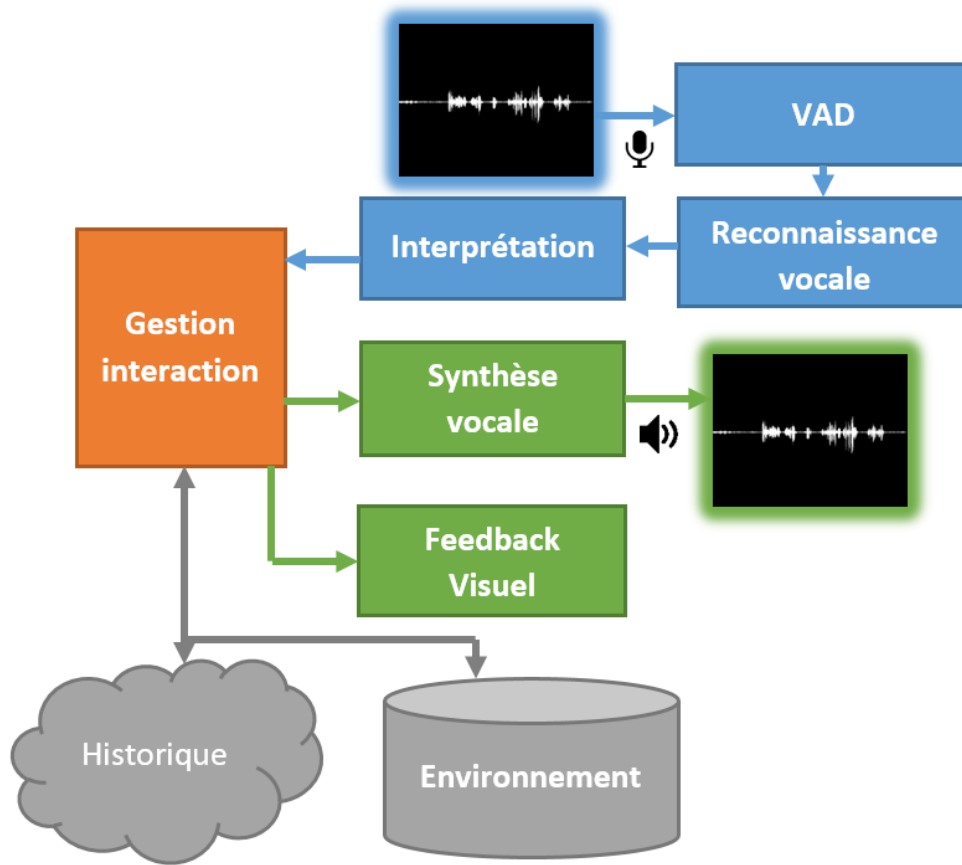 VAD
Reconnaissance
vocale
Interprétation
Gestion
interaction
Synthèse
vocale
Feedback
Visuel
Historique
Environnement